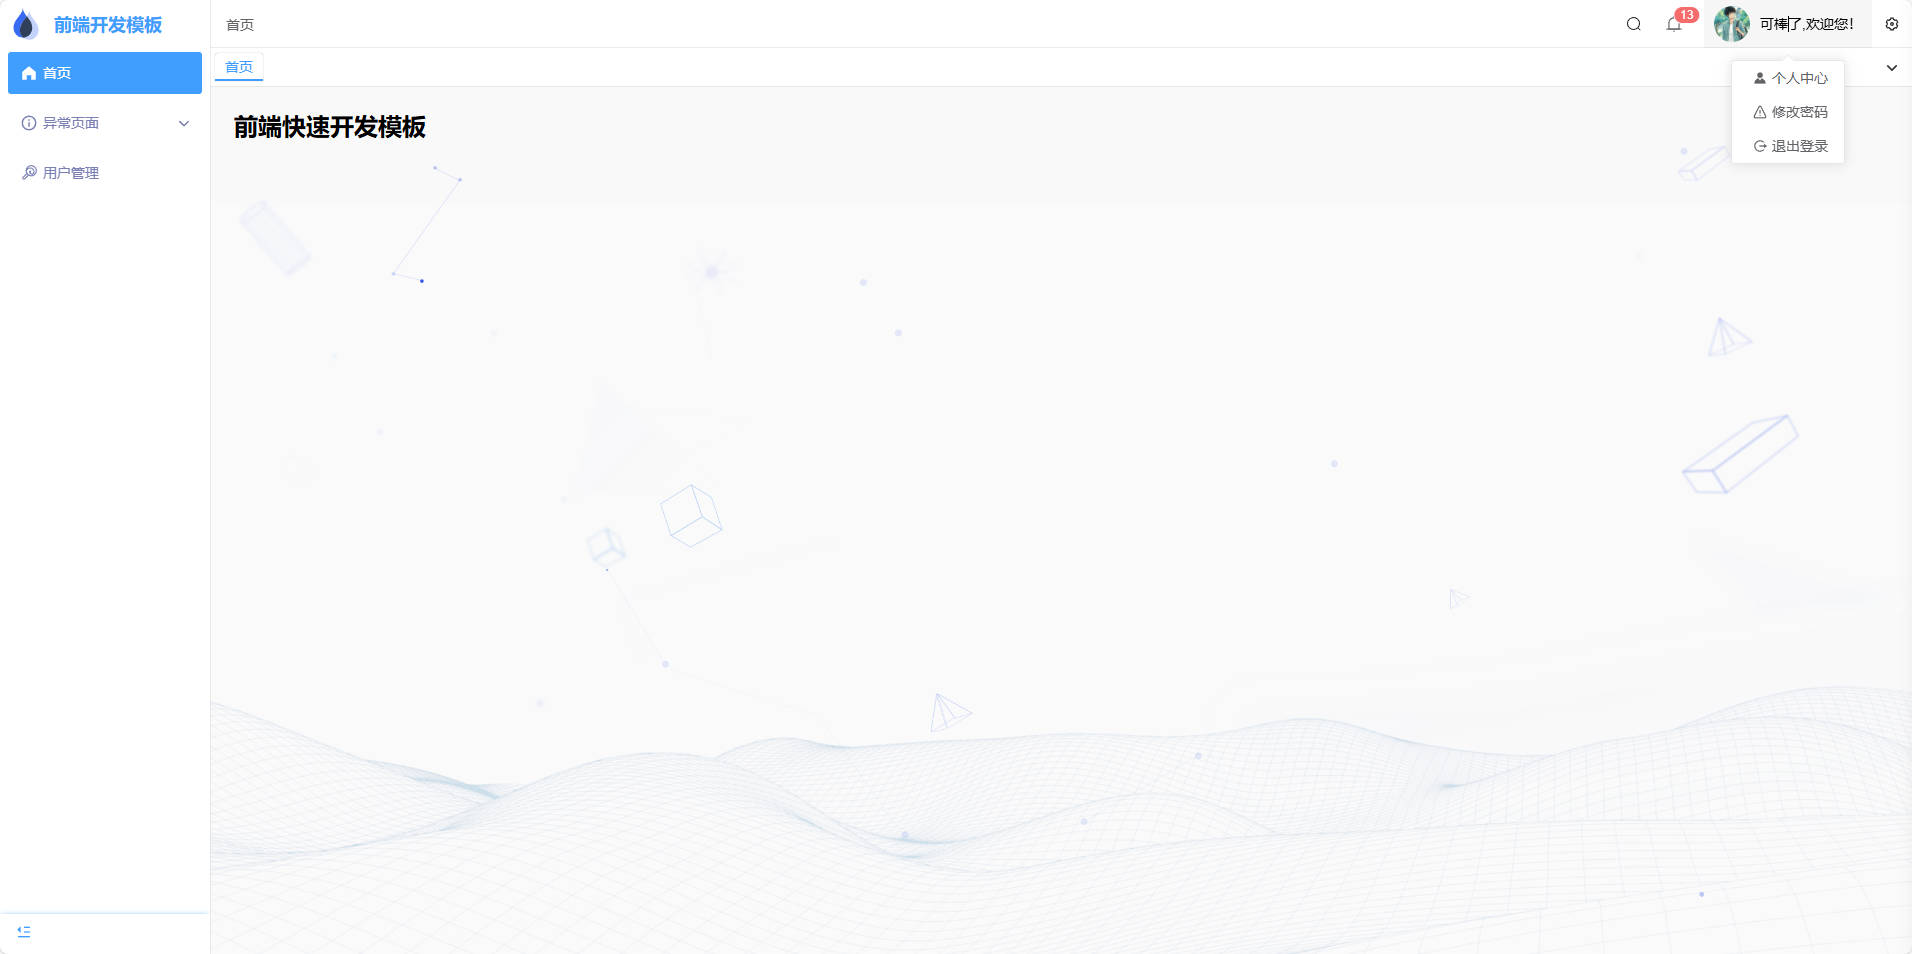 前端开发模板
首页
13
可棒了,欢迎您！
首页
首页
个人中心
修改密码
退出登录
异常页面
用户管理
前端快速开发模板